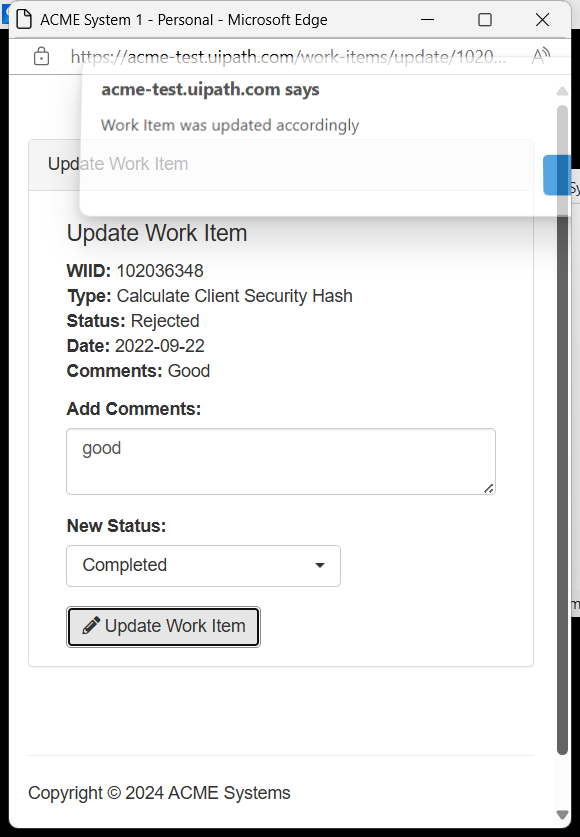 ACME System 1 - Personal - Microsoft Edge
https://acme-test.uipath.com/work-items/update/1020...
acme-test.uipath.com says
Work Item was updated accordingly
Update Work Item
Update Work Item
WIID: 102036348
Type: Calculate Client Security Hash
Status: Rejected
Date: 2022-09-22
Comments: Good
Add Comments:
good
New Status:
Completed
Update Work Item
Copyright © 2024 ACME Systems